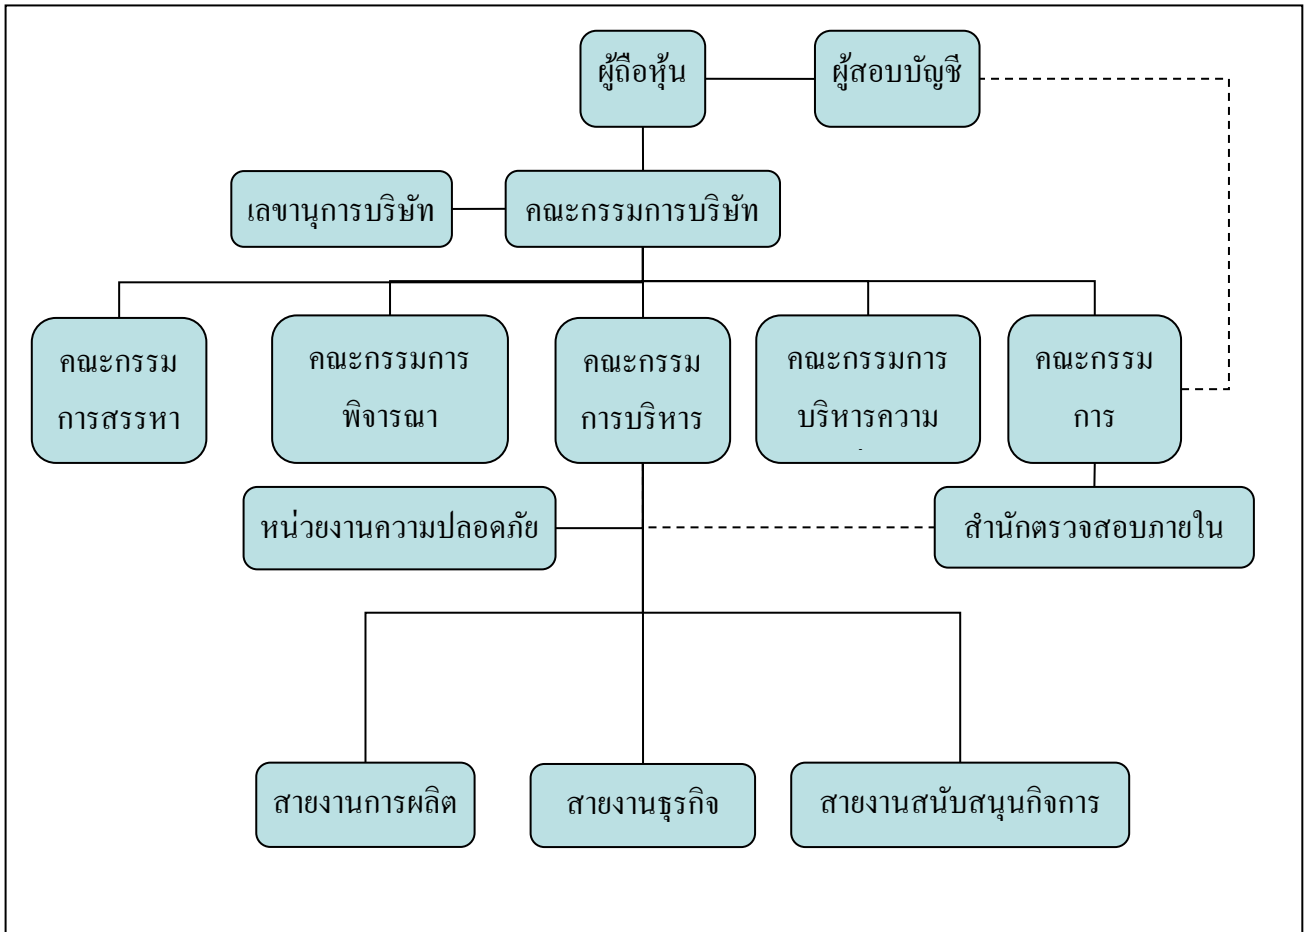 ผู้ถือหุ้น
ผู้สอบบัญชี
เลขานุการบริษัท
คณะกรรมการบริษัท
คณะกรรม
การสรรหา
คณะกรรมการ
พิจารณา
คณะกรรม
การบริหาร
คณะกรรมการ
บริหารความ
คณะกรรม
การ
หน่วยงานความปลอดภัย
สำนักตรวจสอบภายใน
สายงานการผลิต
สายงานธุรกิจ
สายงานสนับสนุนกิจการ